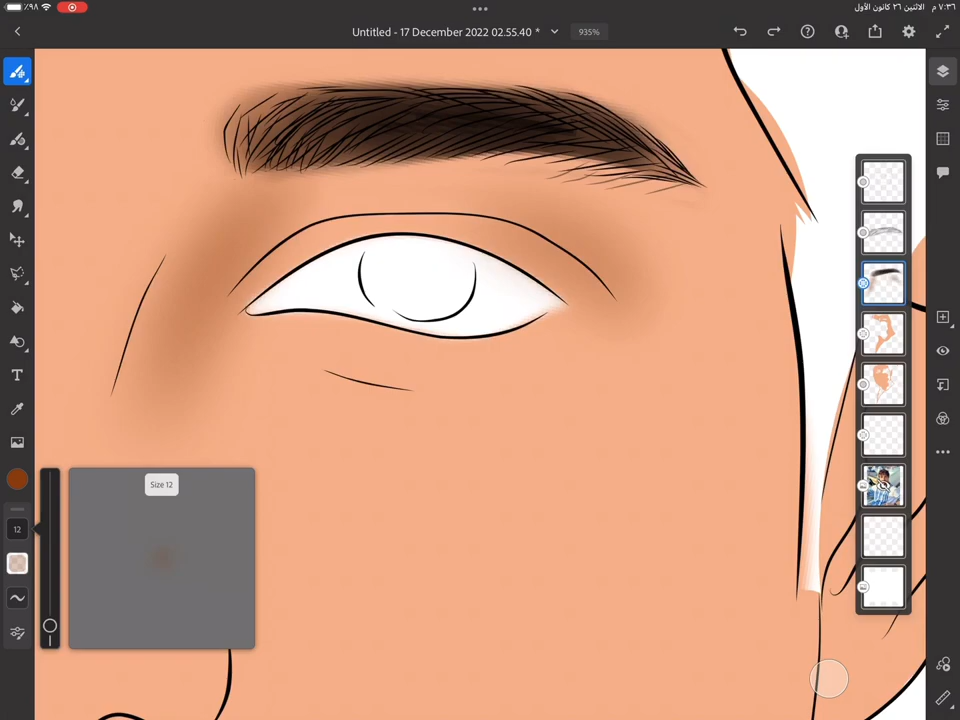 ٪٩٨
٧:٣٦ م الاثنين ٢٦ كانون الأول
Untitled - 17 December 2022 02.55.40 *
935%
T
Size 12
12